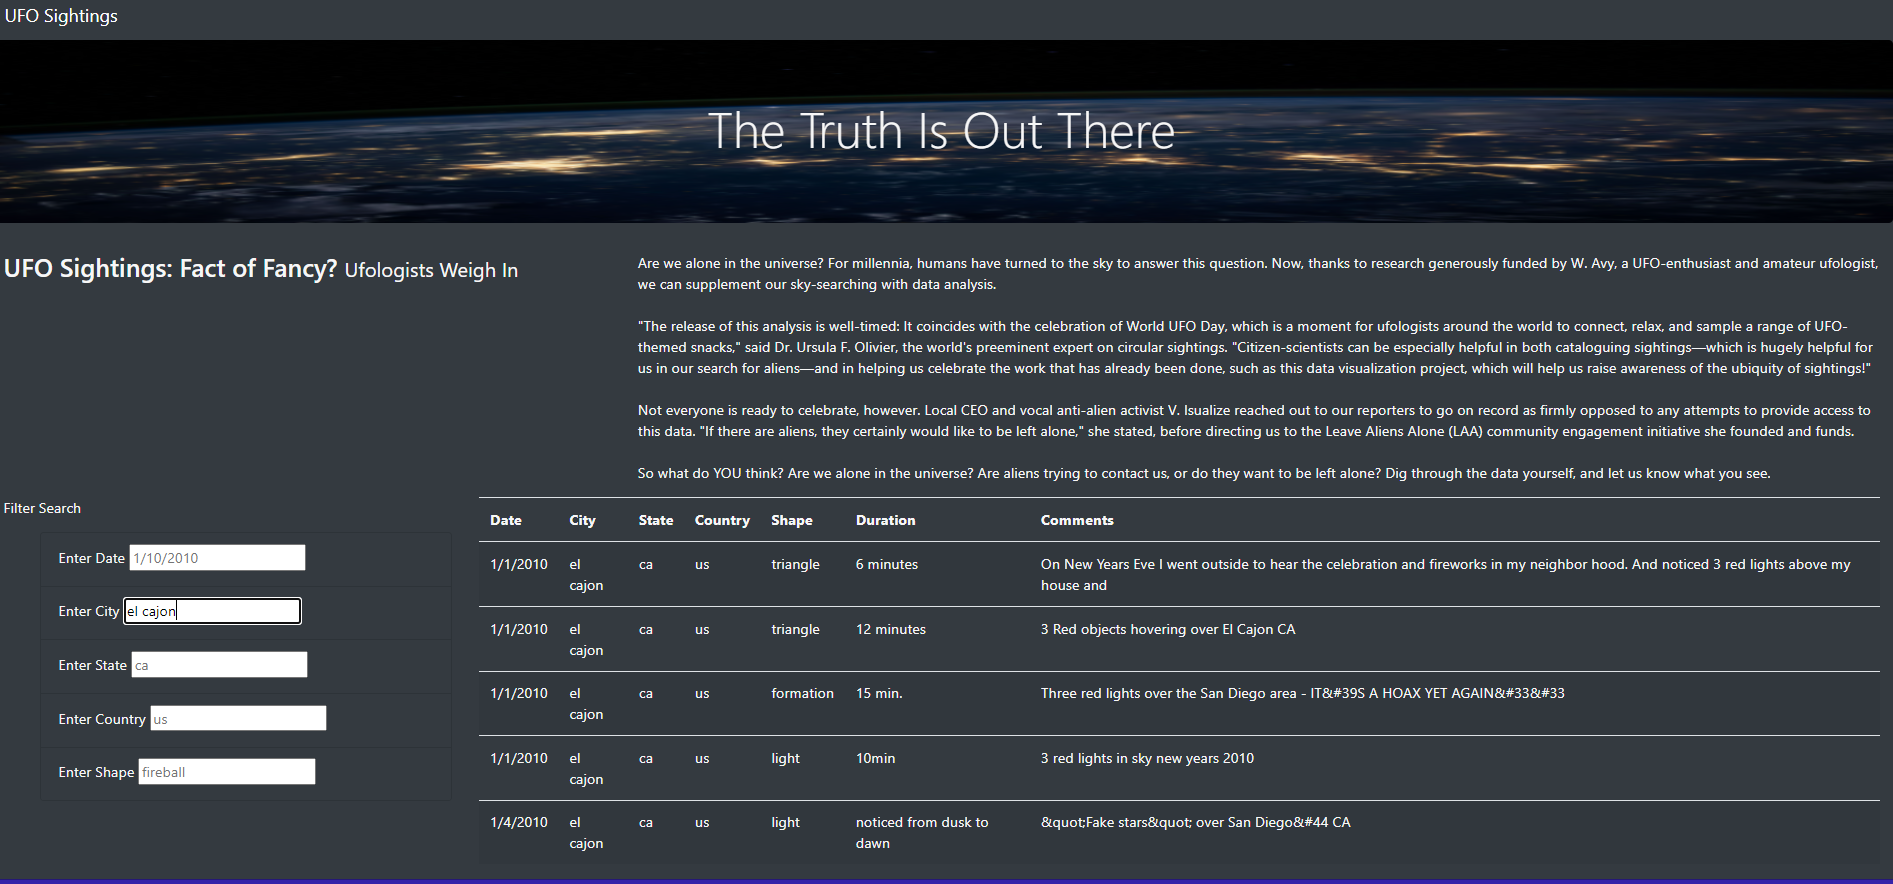 UFO Sightings
The Truth Is Out There
UFO Sightings: Fact of Fancy? Ufologists Weigh In
Are we alone in the universe? For millennia, humans have turned to the sky to answer this question. Now, thanks to research generously funded by W. Avy, a UFO-enthusiast and amateur ufologist,
we can supplement our sky-searching with data analysis.
"The release of this analysis is well-timed: It coincides with the celebration of World UFO Day, which is a moment for ufologists around the world to connect, relax, and sample a range of UFO-
themed snacks," said Dr. Ursula F. Olivier, the world's preeminent expert on circular sightings. "Citizen-scientists can be especially helpful in both cataloguing sightings—which is hugely helpful for
us in our search for aliens—and in helping us celebrate the work that has already been done, such as this data visualization project, which will help us raise awareness of the ubiquity of sightings!"
Not everyone is ready to celebrate, however. Local CEO and vocal anti-alien activist V. Isualize reached out to our reporters to go on record as firmly opposed to any attempts to provide access to
this data. "If there are aliens, they certainly would like to be left alone," she stated, before directing us to the Leave Aliens Alone (LAA) community engagement initiative she founded and funds.
So what do YOU think? Are we alone in the universe? Are aliens trying to contact us, or do they want to be left alone? Dig through the data yourself, and let us know what you see.
Filter Search
Enter Date 1/10/2010
Enter City el cajon
Enter State ca
Enter Country us
Enter Shape fireball
Date City State Country Shape Duration Comments
1/1/2010 el ca us triangle 6 minutes On New Years Eve I went outside to hear the celebration and fireworks in my neighbor hood. And noticed 3 red lights above my
cajon house and
1/1/2010 el ca us triangle 12 minutes 3 Red objects hovering over El Cajon CA
cajon
1/1/2010 el ca us formation 15 min. Three red lights over the San Diego area - IT&#39S A HOAX YET AGAIN&#33&#33
cajon
1/1/2010 el ca us light 10min 3 red lights in sky new years 2010
cajon
1/4/2010 el ca us light noticed from dusk to &quot;Fake stars&quot; over San Diego&#44 CA
cajon dawn